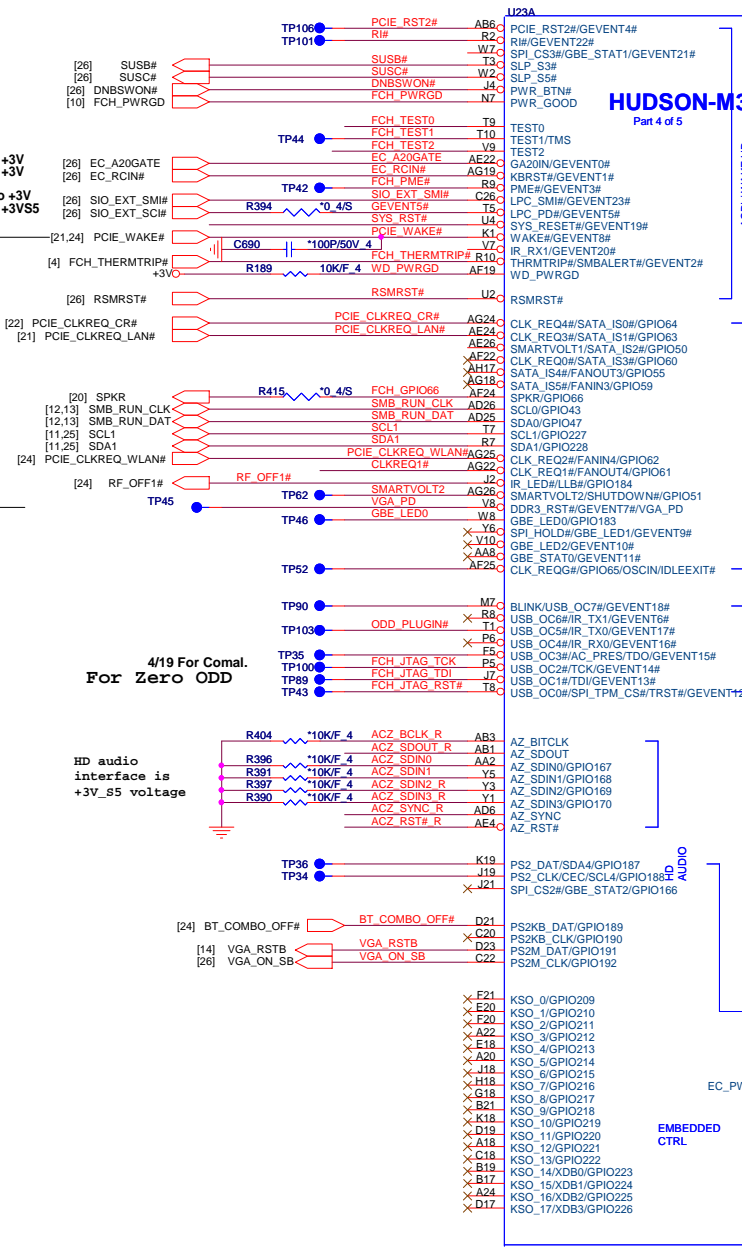 U23A
HUDSON-M3
Part 4 of 5
TP106 PCIE_RST2# AB6 PCIE_RST2#/GEVENT4#
TP101 RI# R2 RI#/GEVENT22#
W7 SPI_CS3#/GBE_STAT1/GEVENT21#
[26] SUSB# SUSB# T3 SLP_S3#
[26] SUSC# SUSC# W2 SLP_S5#
[26] DNBSWON# DNBSWON# J4 PWR_BTN#
[10] FCH_PWRGD FCH_PWRGD N7 PWR_GOOD
FCH_TEST0 T9 TEST0
TP44 FCH_TEST1 T10 TEST1/TMS
FCH_TEST2 V9 TEST2
+3V [26] EC_A20GATE EC_A20GATE AE22 GA20IN/GEVENT0#
+3V [26] EC_RCIN# EC_RCIN# AG19 KBRST#/GEVENT1#
TP42 FCH_PME# R9 PME#/GEVENT3#
o +3V [26] SIO_EXT_SMI# SIO_EXT_SMI# C26 LPC_SMI#/GEVENT23#
+3VS5 [26] SIO_EXT_SCI# R394 *0_4/S GEVENT5# T5 LPC_PD#/GEVENT5#
SYS_RST# U4 SYS_RESET#/GEVENT19#
[21,24] PCIE_WAKE# PCIE_WAKE# K1 WAKE#/GEVENT8#
C690 *100P/50V_4 V7 IR_RX1/GEVENT20#
[4] FCH_THERMTRIP# FCH_THERMTRIP# R10 THRMTRIP#/SMBALERT#/GEVENT2#
+3V R189 10K/F_4 WD_PWRGD AF19 WD_PWRGD
[26] RSMRST# RSMRST# U2 RSMRST#
[22] PCIE_CLKREQ_CR# PCIE_CLKREQ_CR# AG24 CLK_REQ4#/SATA_IS0#/GPIO64
[21] PCIE_CLKREQ_LAN# PCIE_CLKREQ_LAN# AE24 CLK_REQ3#/SATA_IS1#/GPIO63
AE26 SMARTVOLT1/SATA_IS2#/GPIO50
AF22 CLK_REQ0#/SATA_IS3#/GPIO60
AH17 SATA_IS4#/FANOUT3/GPIO55
AG18 SATA_IS5#/FANIN3/GPIO59
[20] SPKR R415 *0_4/S FCH_GPIO66 AF24 SPKR/GPIO66
[12,13] SMB_RUN_CLK SMB_RUN_CLK AD26 SCL0/GPIO43
[12,13] SMB_RUN_DAT SMB_RUN_DAT AD25 SDA0/GPIO47
[11,25] SCL1 SCL1 T7 SCL1/GPIO227
[11,25] SDA1 SDA1 R7 SDA1/GPIO228
[24] PCIE_CLKREQ_WLAN# PCIE_CLKREQ_WLAN# AG25 CLK_REQ2#/FANIN4/GPIO62
CLKREQ1# AG22 CLK_REQ1#/FANOUT4/GPIO61
[24] RF_OFF1# RF_OFF1# J2 IR_LED#/LLB#/GPIO184
TP62 SMARTVOLT2 AG26 SMARTVOLT2/SHUTDOWN#/GPIO51
TP45 VGA_PD V8 DDR3_RST#/GEVENT7#/VGA_PD
TP46 GBE_LED0 W8 GBE_LED0/GPIO183
Y6 SPI_HOLD#/GBE_LED1/GEVENT9#
V10 GBE_LED2/GEVENT10#
AA8 GBE_STAT0/GEVENT11#
TP52 AF25 CLK_REQG#/GPIO65/OSCIN/IDLEEXIT#
TP90 M7 BLINK/USB_OC7#/GEVENT18#
R8 USB_OC6#/IR_TX1/GEVENT6#
TP103 ODD_PLUGIN# T1 USB_OC5#/IR_TX0/GEVENT17#
P6 USB_OC4#/IR_RX0/GEVENT16#
TP35 F5 USB_OC3#/AC_PRES/TDO/GEVENT15#
TP100 FCH_JTAG_TCK P5 USB_OC2#/TCK/GEVENT14#
TP89 FCH_JTAG_TDI J7 USB_OC1#/TDI/GEVENT13#
TP43 FCH_JTAG_RST# T8 USB_OC0#/SPI_TPM_CS#/TRST#/GEVENT12
4/19 For Comal.
For Zero ODD
HD audio
interface is
+3V_S5 voltage
R404 *10K/F_4 ACZ_BCLK_R AB3 AZ_BITCLK
ACZ_SDOUT_R AB1 AZ_SDOUT
R396 *10K/F_4 ACZ_SDIN0 AA2 AZ_SDIN0/GPIO167
R391 *10K/F_4 ACZ_SDIN1 Y5 AZ_SDIN1/GPIO168
R397 *10K/F_4 ACZ_SDIN2_R Y3 AZ_SDIN2/GPIO169
R390 *10K/F_4 ACZ_SDIN3_R Y1 AZ_SDIN3/GPIO170
ACZ_SYNC_R AD6 AZ_SYNC
ACZ_RST#_R AE4 AZ_RST#
HD
AUDIO
TP36 K19 PS2_DAT/SDA4/GPIO187
TP34 J19 PS2_CLK/CEC/SCL4/GPIO188
J21 SPI_CS2#/GBE_STAT2/GPIO166
[24] BT_COMBO_OFF# BT_COMBO_OFF# D21 PS2KB_DAT/GPIO189
C20 PS2KB_CLK/GPIO190
[14] VGA_RSTB VGA_RSTB D23 PS2M_DAT/GPIO191
[26] VGA_ON_SB VGA_ON_SB C22 PS2M_CLK/GPIO192
F21 KSO_0/GPIO209
E20 KSO_1/GPIO210
F20 KSO_2/GPIO211
A22 KSO_3/GPIO212
E18 KSO_4/GPIO213
A20 KSO_5/GPIO214
J18 KSO_6/GPIO215
H18 KSO_7/GPIO216
G18 KSO_8/GPIO217
B21 KSO_9/GPIO218
K18 KSO_10/GPIO219
D19 KSO_11/GPIO220
A18 KSO_12/GPIO221
C18 KSO_13/GPIO222
B19 KSO_14/XDB0/GPIO223
B17 KSO_15/XDB1/GPIO224
A24 KSO_16/XDB2/GPIO225
D17 KSO_17/XDB3/GPIO226
EC_PW
EMBEDDED
CTRL